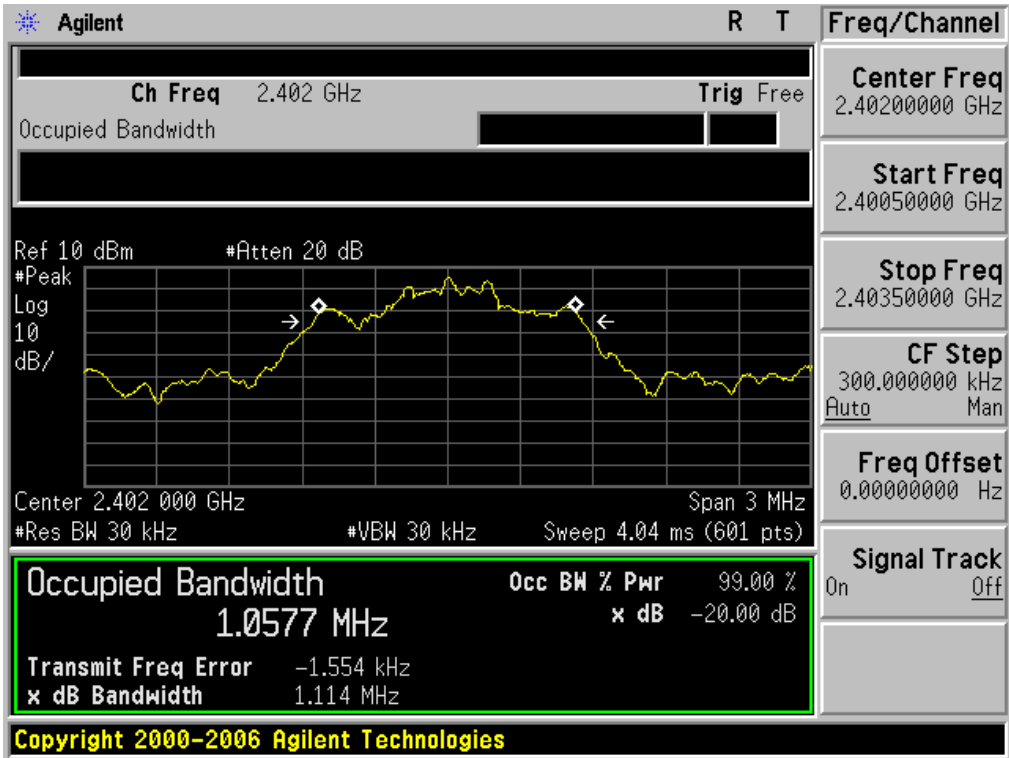 Agilent R T
Ch Freq 2.402 GHz Trig Free
Occupied Bandwidth
Ref 10 dBm #Atten 20 dB
#Peak
Log
10
dB/
Center 2.402 000 GHz Span 3 MHz
#Res BW 30 kHz #VBW 30 kHz Sweep 4.04 ms (601 pts)
Occupied Bandwidth Occ BW % Pwr 99.00 %
1.0577 MHz x dB -20.00 dB
Transmit Freq Error -1.554 kHz
x dB Bandwidth 1.114 MHz
Copyright 2000-2006 Agilent Technologies
Freq/Channel
Center Freq
2.40200000 GHz
Start Freq
2.40050000 GHz
Stop Freq
2.40350000 GHz
CF Step
300.000000 kHz
Auto Man
Freq Offset
0.00000000 Hz
Signal Track
On Off